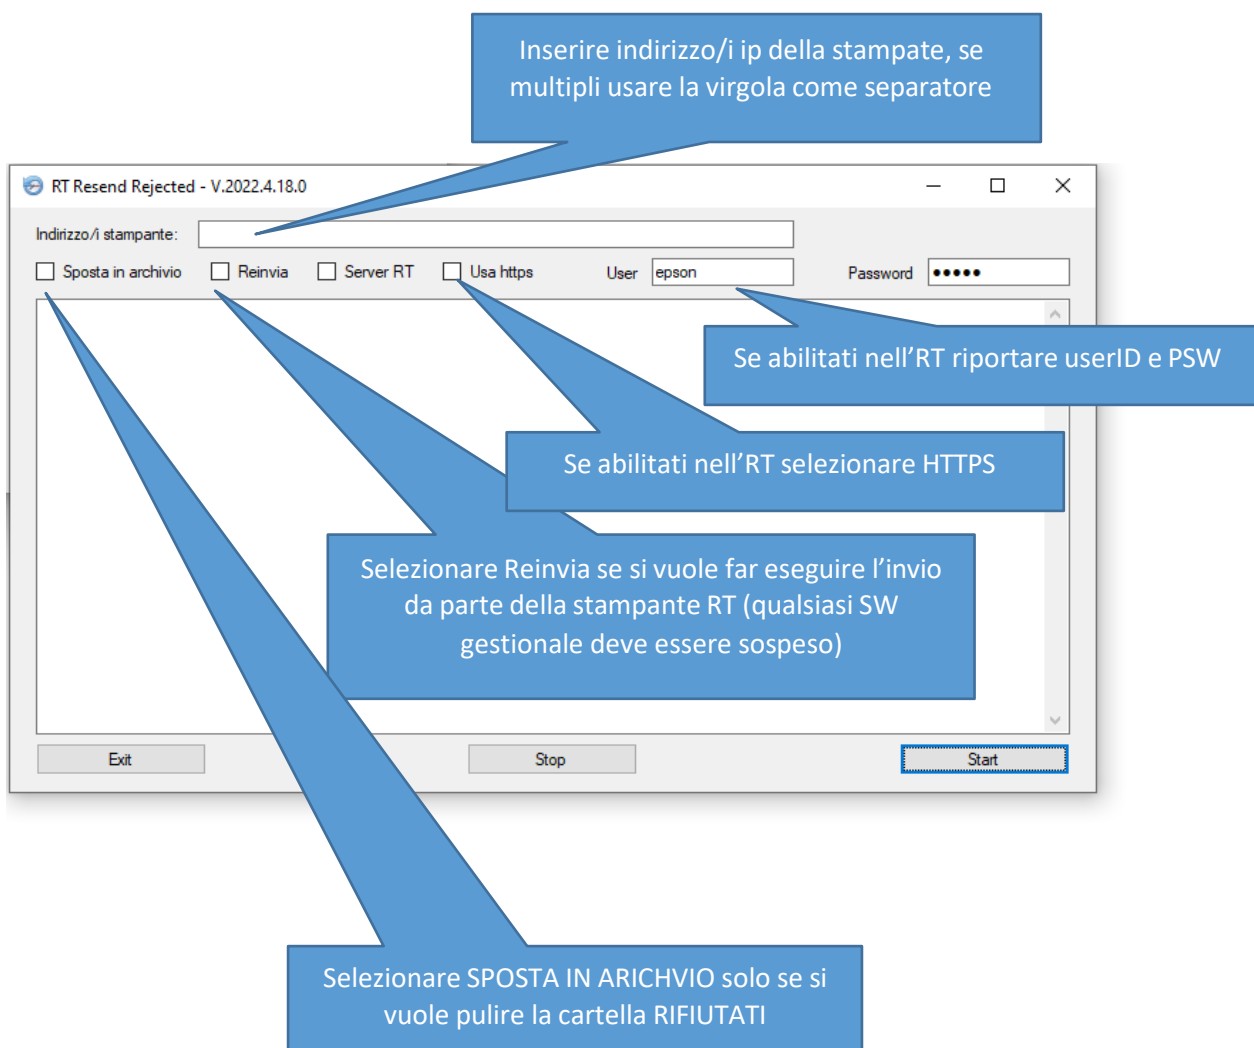 Inserire indirizzo/i ip della stampate, se
multipli usare la virgola come separatore
RT Resend Rejected - V.2022.4.18.0
Indirizzo/i stampante:
Sposta in archivio Reinvia Server RT Usa https User epson Password •••••
Se abilitati nell’RT riportare userID e PSW
Se abilitati nell’RT selezionare HTTPS
Selezionare Reinvia se si vuole far eseguire l’invio
da parte della stampante RT (qualsiasi SW
gestionale deve essere sospeso)
Exit Stop Start
Selezionare SPOSTA IN ARICHVIO solo se si
vuole pulire la cartella RIFIUTATI